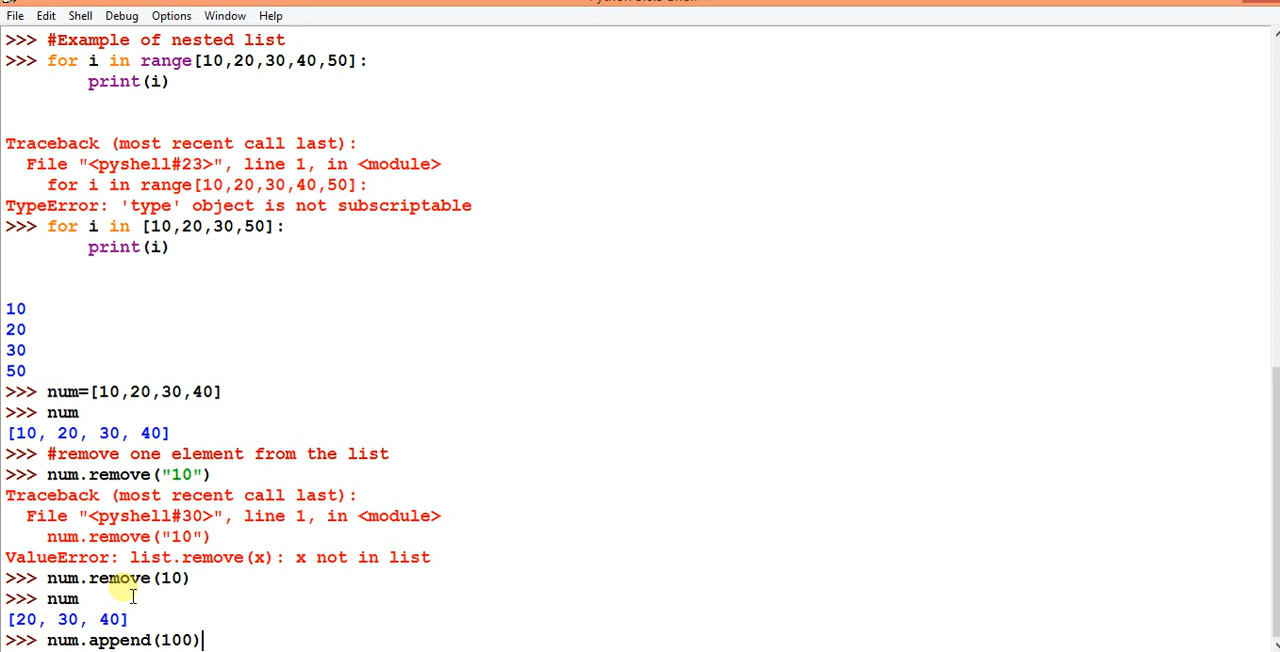 File Edit Shell Debug Options Window Help
>>> #Example of nested list
>>> for i in range[10,20,30,40,50]:
        print(i)
Traceback (most recent call last):
  File "<pyshell#23>", line 1, in <module>
    for i in range[10,20,30,40,50]:
TypeError: 'type' object is not subscriptable
>>> for i in [10,20,30,50]:
        print(i)
10
20
30
50
>>> num=[10,20,30,40]
>>> num
[10, 20, 30, 40]
>>> #remove one element from the list
>>> num.remove("10")
Traceback (most recent call last):
  File "<pyshell#30>", line 1, in <module>
    num.remove("10")
ValueError: list.remove(x): x not in list
>>> num.remove(10)
>>> num
[20, 30, 40]
>>> num.append(100)